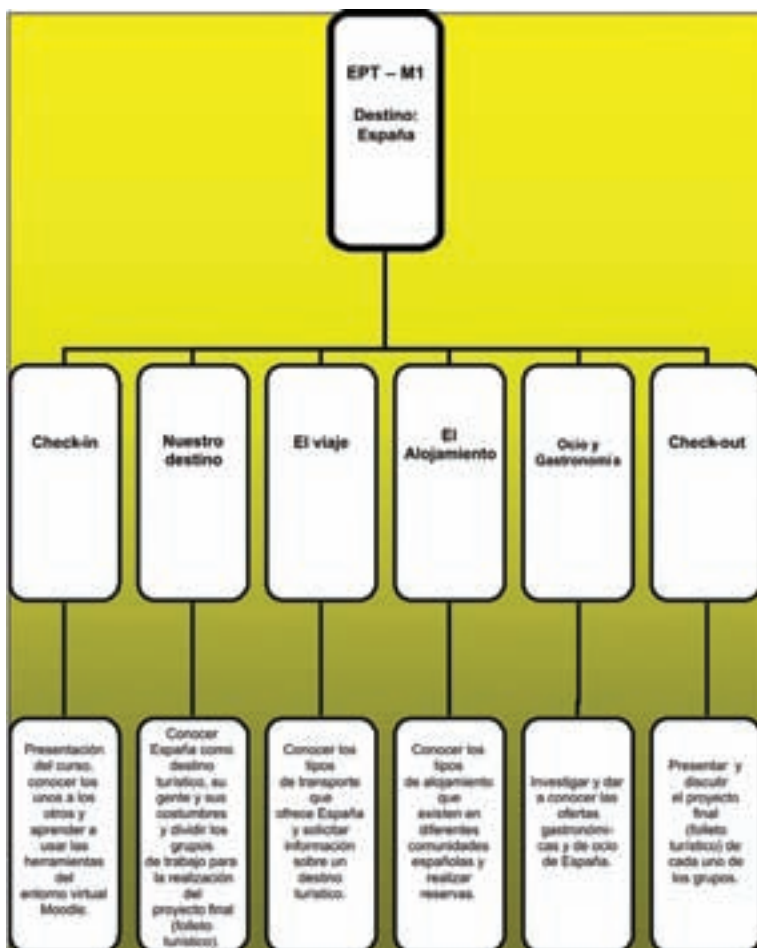 EPT – M1
Destino:
España
Check-in
Nuestro
destino
El viaje
El
Alojamiento
Ocio y
Gastronomía
Check-out
Presentación
del curso,
conocer los
unos a los
otros y
aprender a
usar las
herramientas
del
entorno virtual
Moodle.
Conocer
España como
destino
turístico, su
gente y sus
costumbres
y dividir los
grupos
de trabajo para
la realización
del
proyecto final
(folleto
turístico).
Conocer los
tipos
de transporte
que
ofrece España
y solicitar
información
sobre un
destino
turístico.
Conocer los
tipos
de alojamiento
que
existen en
diferentes
comunidades
españolas y
realizar
reservas.
Investigar y dar
a conocer las
ofertas
gastronómi-
cas y de ocio
de España.
Presentar y
discutir
el proyecto
final
(folleto
turístico) de
cada uno de
los grupos.